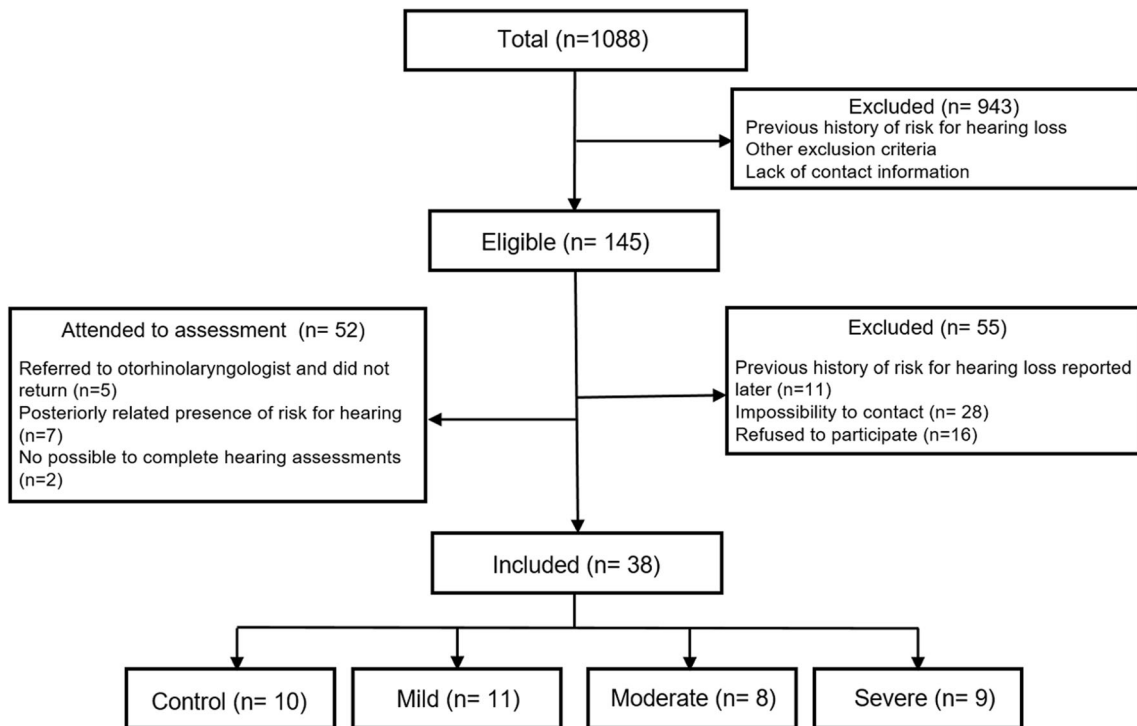 Total (n=1088)
Excluded (n= 943)
Previous history of risk for hearing loss
Other exclusion criteria
Lack of contact information
Eligible (n= 145)
Attended to assessment (n= 52)
Referred to otorhinolaryngologist and did not
return (n=5)
Posteriorly related presence of risk for hearing
(n=7)
No possible to complete hearing assessments
(n=2)
Excluded (n= 55)
Previous history of risk for hearing loss reported
later (n=11)
Impossibility to contact (n= 28)
Refused to participate (n=16)
Included (n= 38)
Control (n= 10)
Mild (n= 11)
Moderate (n= 8)
Severe (n= 9)